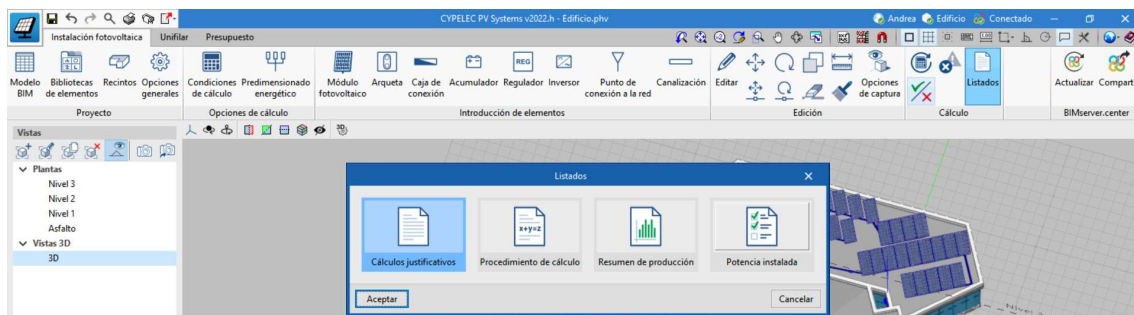 CYPELEC PV Systems v2022.h - Edificio.phv
Andrea Edificio Conectado
Instalación fotovoltaica Unifilar Presupuesto
Modelo BIM
Bibliotecas de elementos
Recintos
Opciones generales
Condiciones de cálculo
Predimensionado energético
Módulo fotovoltaico
Arqueta
Caja de conexión
Acumulador
REG
Regulador
Inversor
Punto de conexión a la red
Canalización
Editar
Opciones de captura
Listados
Actualizar
Compart
Proyecto
Opciones de cálculo
Introducción de elementos
Edición
Cálculo
BIMserver.center
Vistas
3D
Plantas
Nivel 3
Nivel 2
Nivel 1
Asfalto
Vistas 3D
3D
Listados
x+y=z
Cálculos justificativos
Procedimiento de cálculo
Resumen de producción
Potencia instalada
Aceptar
Cancelar